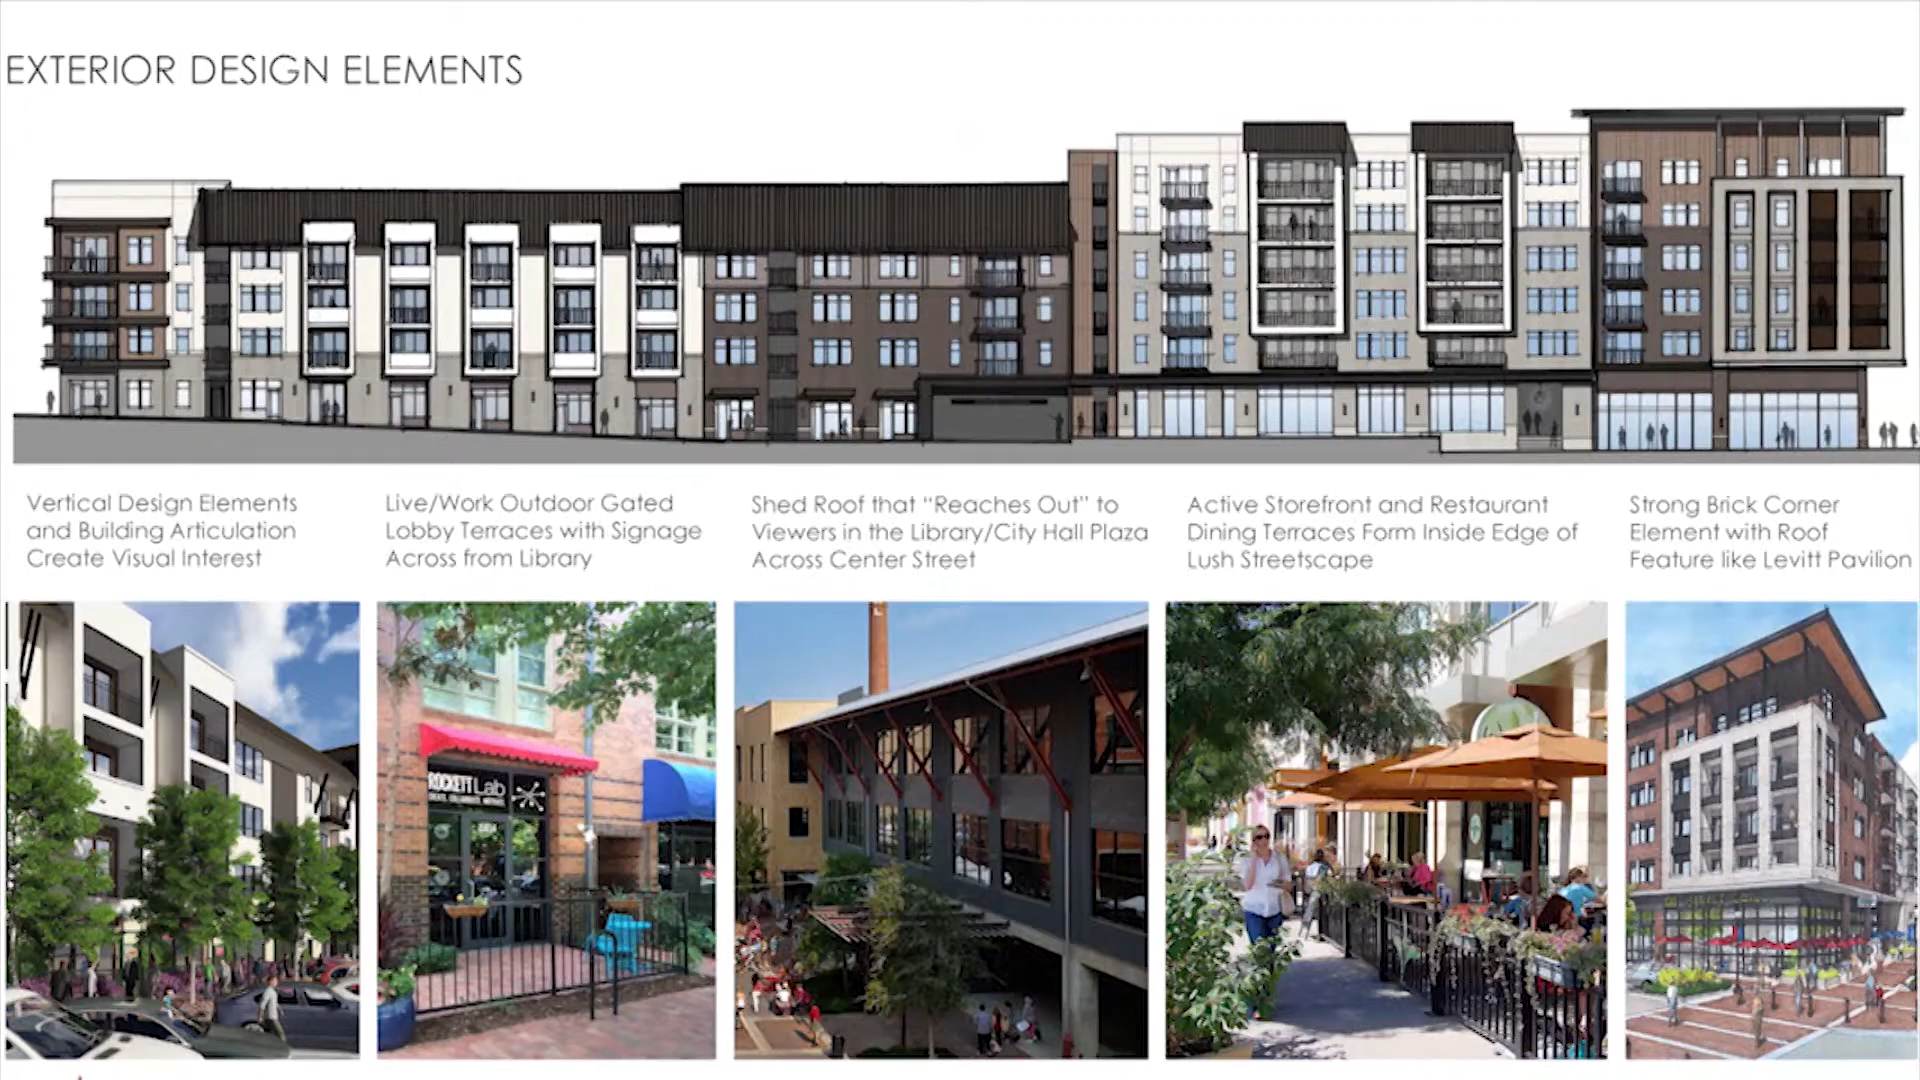 EXTERIOR DESIGN ELEMENTS
Vertical Design Elements
and Building Articulation
Create Visual Interest
Live/Work Outdoor Gated
Lobby Terraces with Signage
Across from Library
Shed Roof that “Reaches Out” to
Viewers in the Library/City Hall Plaza
Across Center Street
Active Storefront and Restaurant
Dining Terraces Form Inside Edge of
Lush Streetscape
Strong Brick Corner
Element with Roof
Feature like Levitt Pavilion
ROCKETT Lab